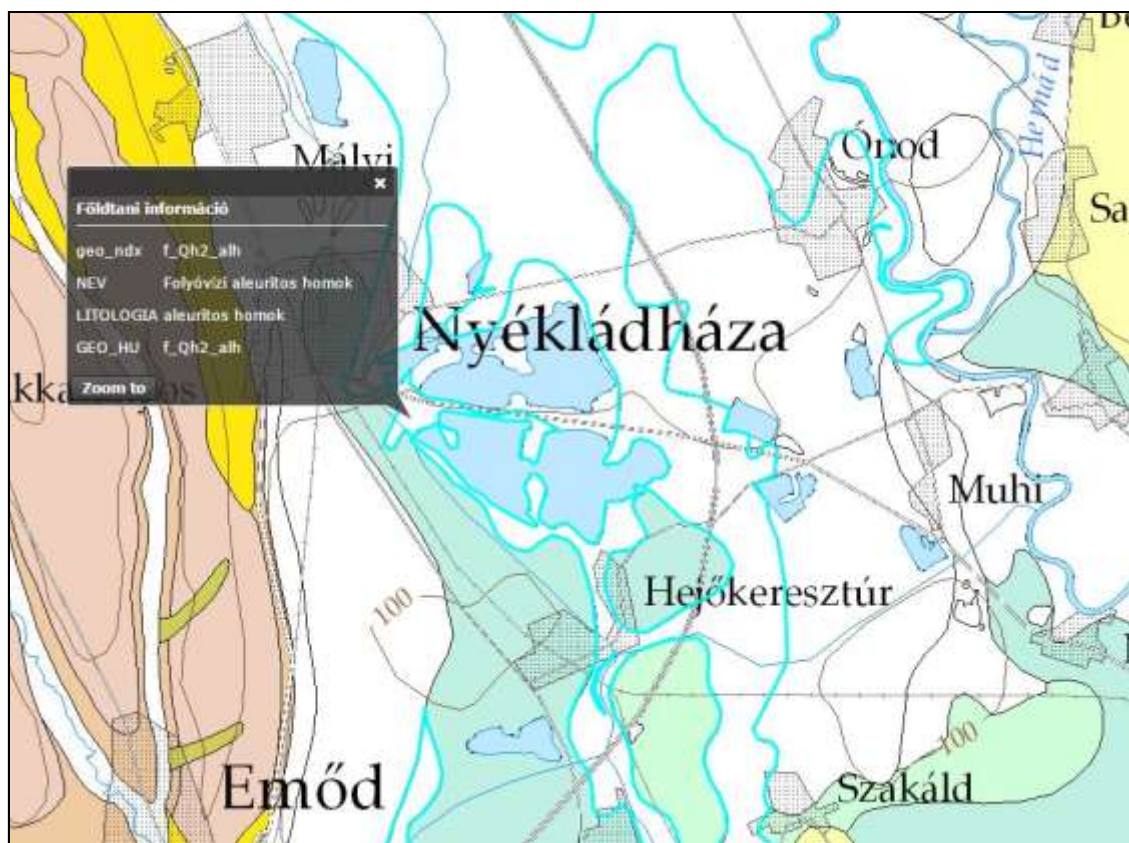 Mályi
Ónod
Hernád
Sa
×
Földtani információ
geo_ndx f_Qh2_alh
NEV Folyóvízi aleuritos homok
LITOLOGIA aleuritos homok
GEO_HU f_Qh2_alh
Zoom to
Nyékládháza
Muhi
Hejőkeresztúr
100
100
Emőd
Szakáld